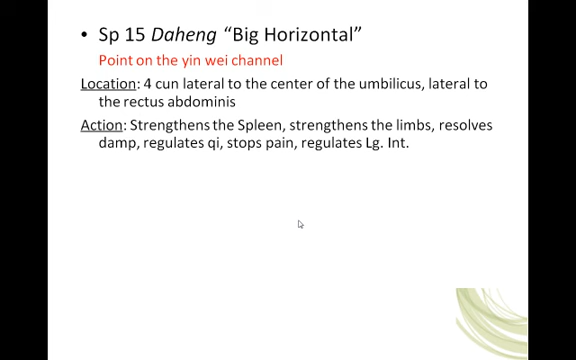 • Sp 15 Daheng “Big Horizontal”
Point on the yin wei channel
Location: 4 cun lateral to the center of the umbilicus, lateral to
the rectus abdominis
Action: Strengthens the Spleen, strengthens the limbs, resolves
damp, regulates qi, stops pain, regulates Lg. Int.